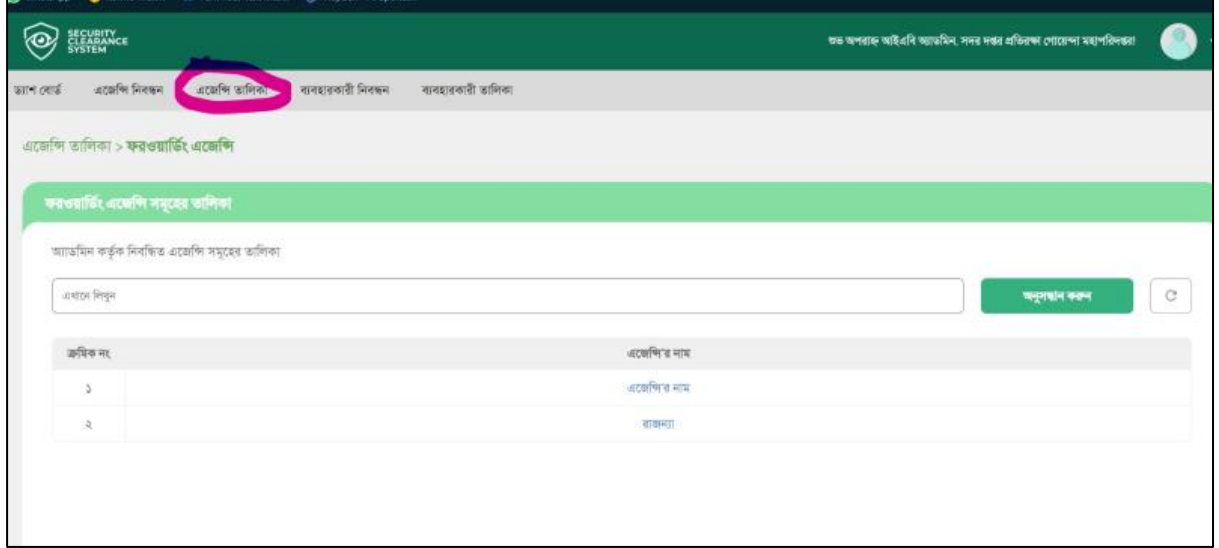 SECURITY
CLEARANCE
SYSTEM
শুভ অপরাহ্ন আইএবি অ্যাডমিন, সদর দপ্তর প্রতিরক্ষা গোয়েন্দা মহাপরিদপ্তর!
ড্যাশ বোর্ড এজেন্সি নিবন্ধন এজেন্সি তালিকা ব্যবহারকারী নিবন্ধন ব্যবহারকারী তালিকা
এজেন্সি তালিকা > ফরওয়ার্ডিং এজেন্সি
ফরওয়ার্ডিং এজেন্সি সমূহের তালিকা
অ্যাডমিন কর্তৃক নিবন্ধিত এজেন্সি সমূহের তালিকা
এখানে লিখুন অনুসন্ধান করুন
ক্রমিক নং এজেন্সি'র নাম
১ এজেন্সি'র নাম
২ রাজন্যা